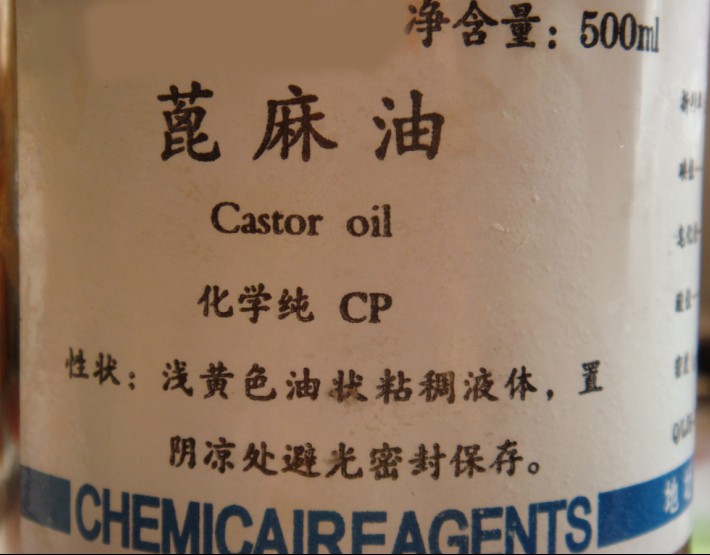 净含量：500ml
蓖麻油
Castor oil
化学纯 CP
性状：浅黄色油状粘稠液体，置
阴凉处避光密封保存。
CHEMICAlREAGENTS